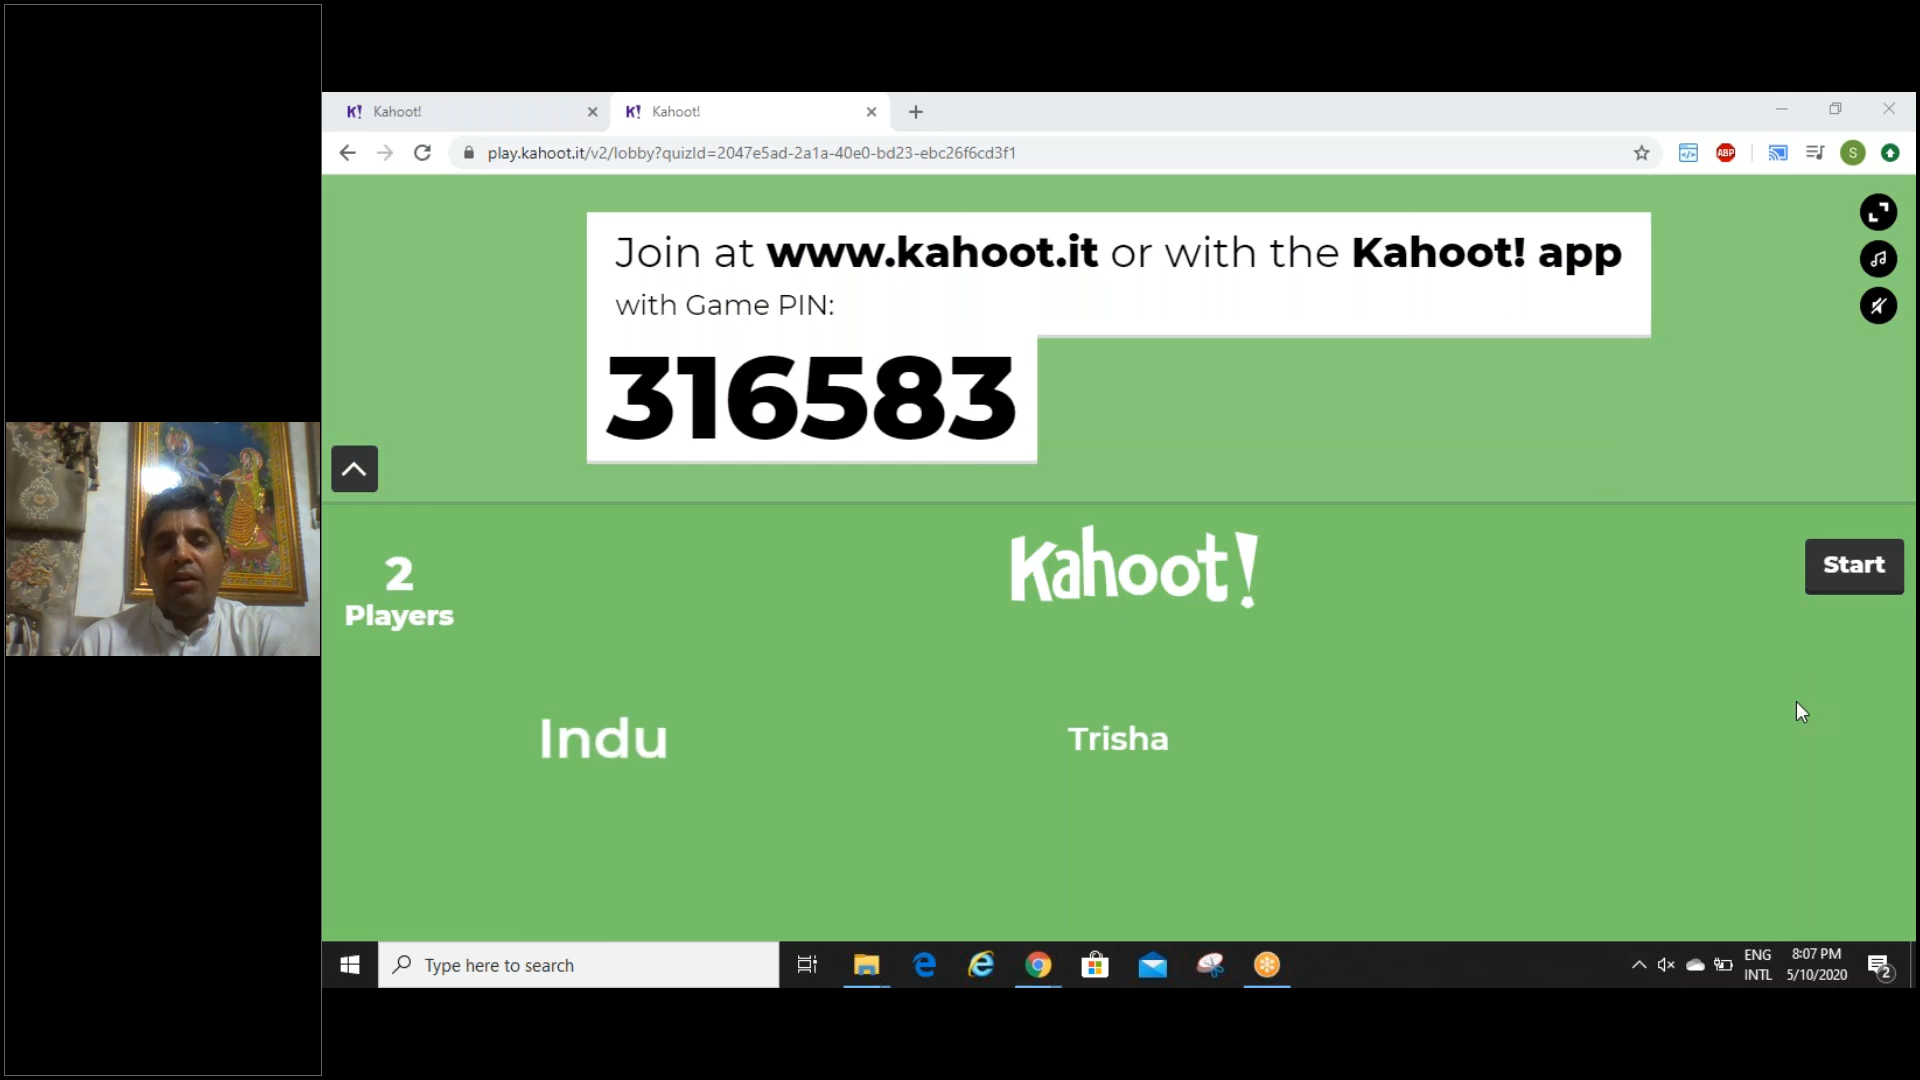 K! Kahoot!
K! Kahoot!
play.kahoot.it/v2/lobby?quizId=2047e5ad-2a1a-40e0-bd23-ebc26f6cd3f1
ABP
S
Join at www.kahoot.it or with the Kahoot! app
with Game PIN:
316583
2
Players
Kahoot!
Start
Indu
Trisha
Type here to search
ENG
INTL
8:07 PM
5/10/2020
2